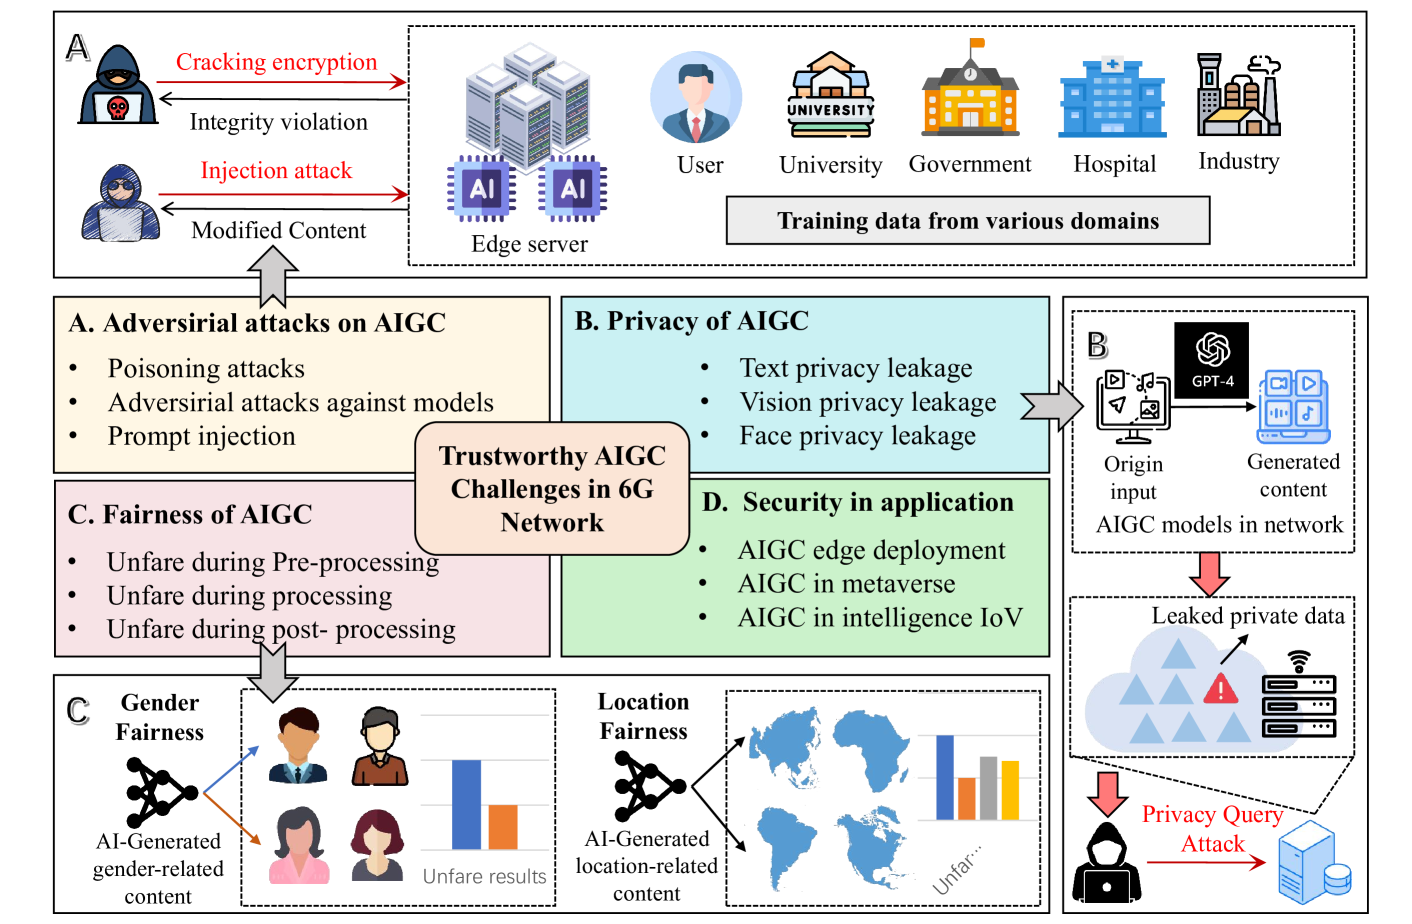 A
Cracking encryption
Integrity violation
Injection attack
Modified Content
AI
AI
Edge server
User
UNIVERSITY
University
Government
Hospital
Industry
Training data from various domains
A. Adversirial attacks on AIGC
• Poisoning attacks
• Adversirial attacks against models
• Prompt injection
B. Privacy of AIGC
• Text privacy leakage
• Vision privacy leakage
• Face privacy leakage
Trustworthy AIGC
Challenges in 6G
Network
C. Fairness of AIGC
• Unfare during Pre-processing
• Unfare during processing
• Unfare during post- processing
D. Security in application
• AIGC edge deployment
• AIGC in metaverse
• AIGC in intelligence IoV
B
GPT-4
Origin
input
Generated
content
AIGC models in network
Leaked private data
Privacy Query
Attack
C
Gender
Fairness
AI-Generated
gender-related
content
Unfare results
Location
Fairness
AI-Generated
location-related
content
Unfar...